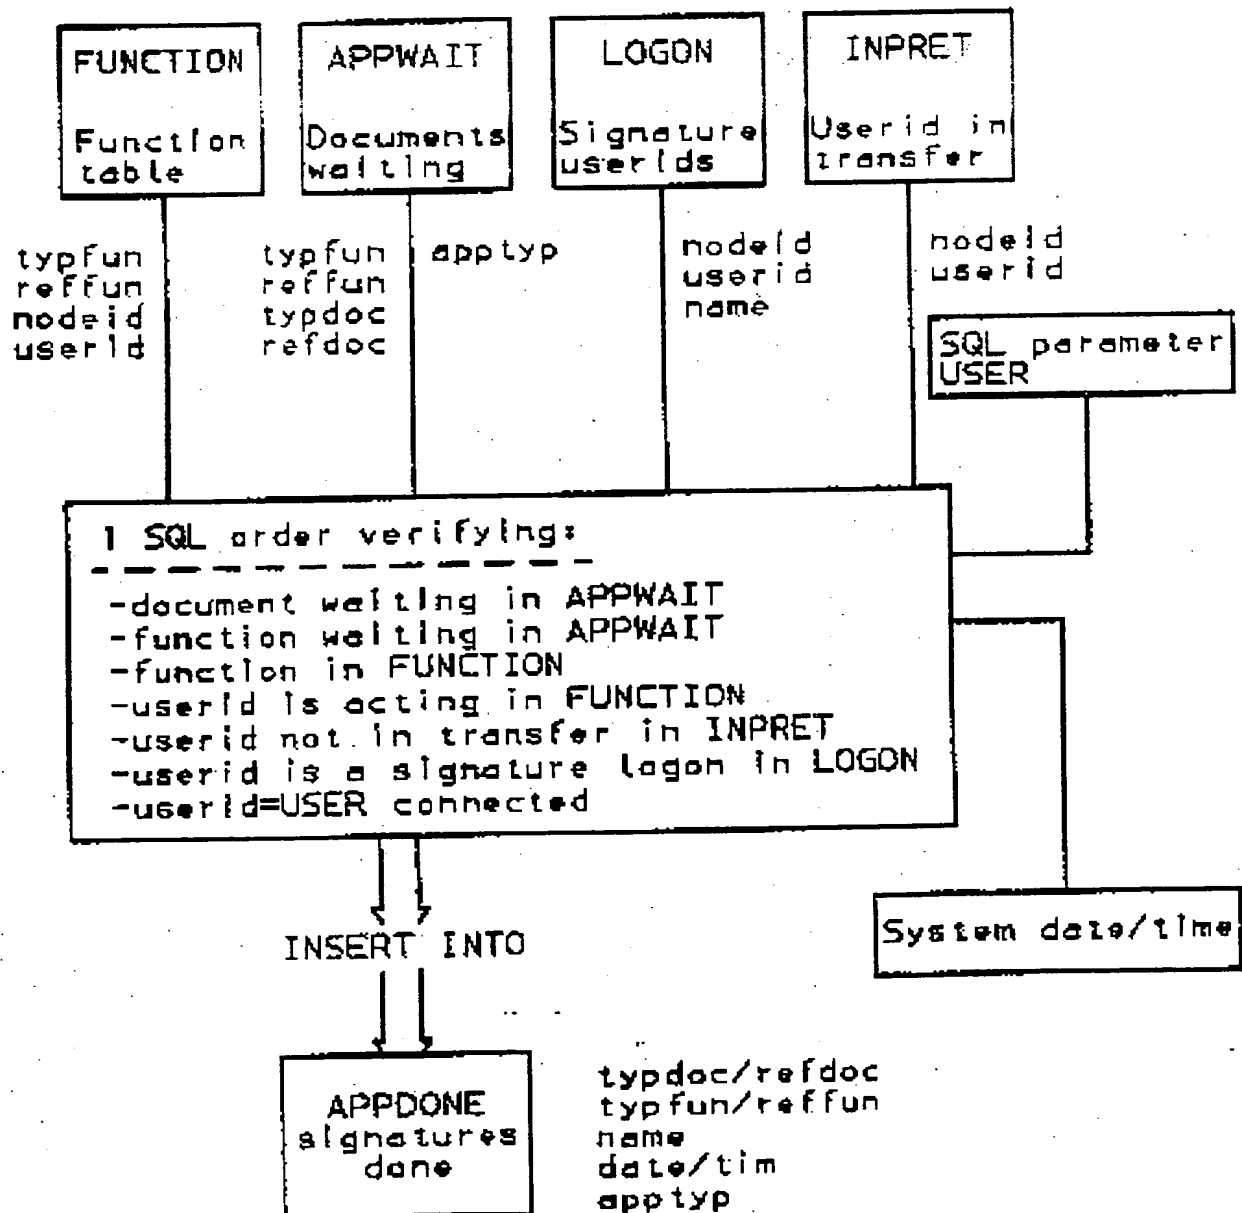 FUNCTION
Function
table
APPWAIT
Documents
waiting
LOGON
Signature
userids
INPRET
Userid in
transfer
typfun
reffun
nodeid
userid
typfun
reffun
typdoc
refdoc
apptyp
nodeid
userid
name
nodeid
userid
SQL parameter
USER
1 SQL order verifying:
-document waiting in APPWAIT
-function waiting in APPWAIT
-function in FUNCTION
-userid is acting in FUNCTION
-userid not in transfer in INPRET
-userid is a signature logon in LOGON
-userid=USER connected
System date/time
INSERT INTO
APPDONE
signatures
done
typdoc/refdoc
typfun/reffun
name
date/tim
apptyp